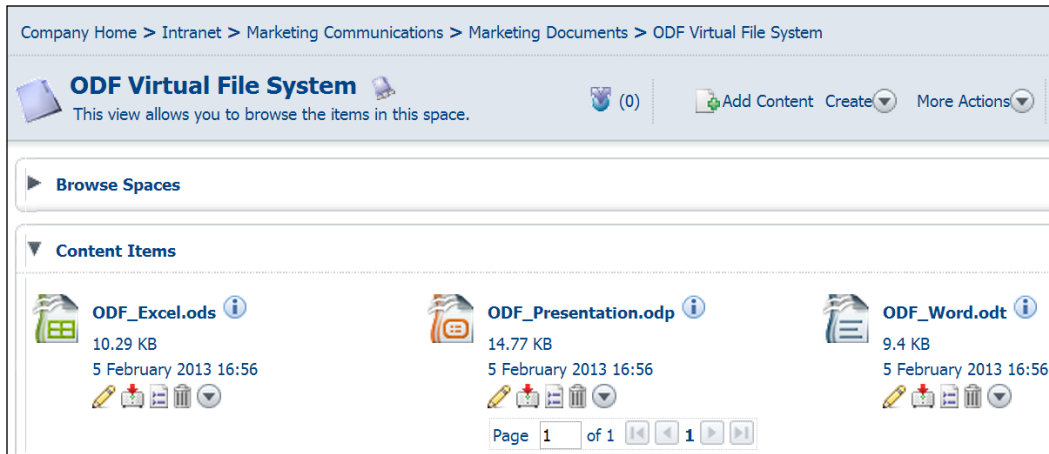 Company Home > Intranet > Marketing Communications > Marketing Documents > ODF Virtual File System
ODF Virtual File System
This view allows you to browse the items in this space.
(0)
Add Content Create
More Actions
Browse Spaces
Content Items
ODF_Excel.ods
10.29 KB
5 February 2013 16:56
ODF_Presentation.odp
14.77 KB
5 February 2013 16:56
Page 1 of 1 1
ODF_Word.odt
9.4 KB
5 February 2013 16:56